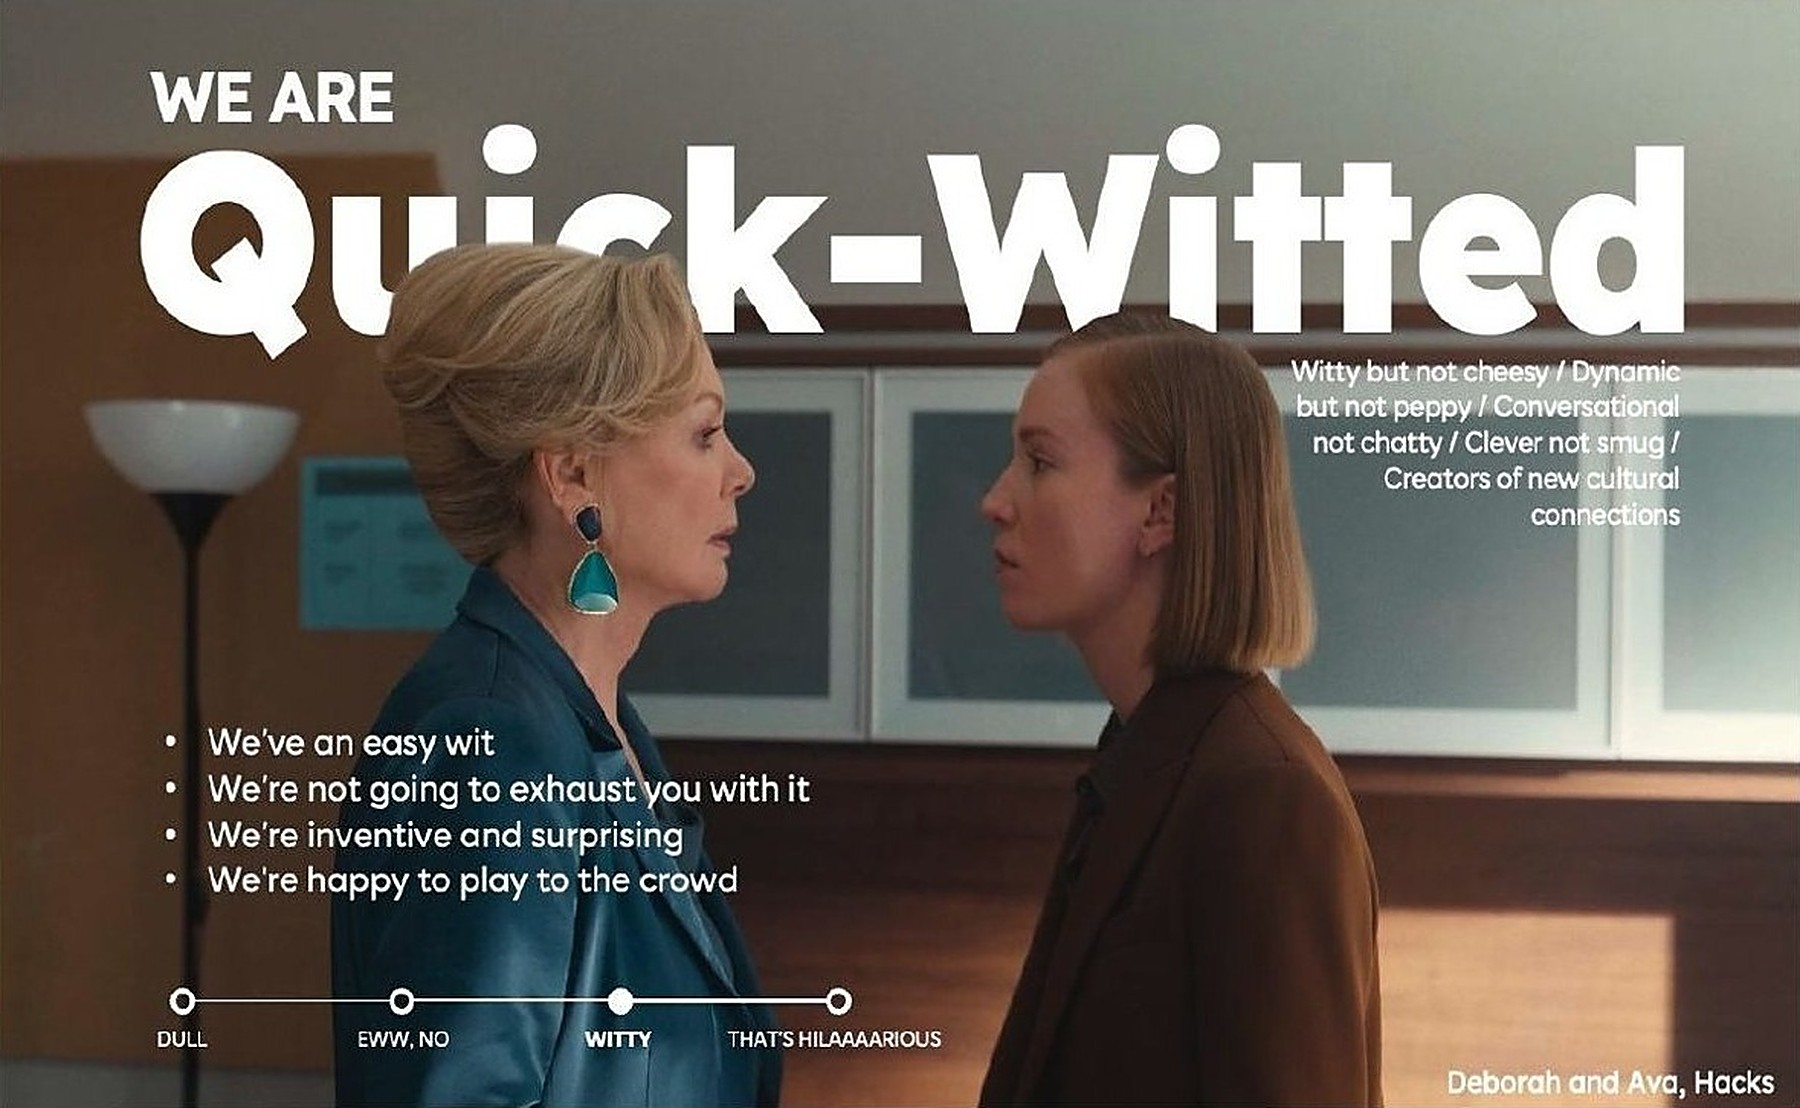 WE ARE
Quick-Witted
Witty but not cheesy / Dynamic
but not peppy / Conversational
not chatty / Clever not smug /
Creators of new cultural
connections
• We've an easy wit
• We're not going to exhaust you with it
• We're inventive and surprising
• We're happy to play to the crowd
DULL
EWW, NO
WITTY
THAT'S HILAAAARIOUS
Deborah and Ava, Hacks